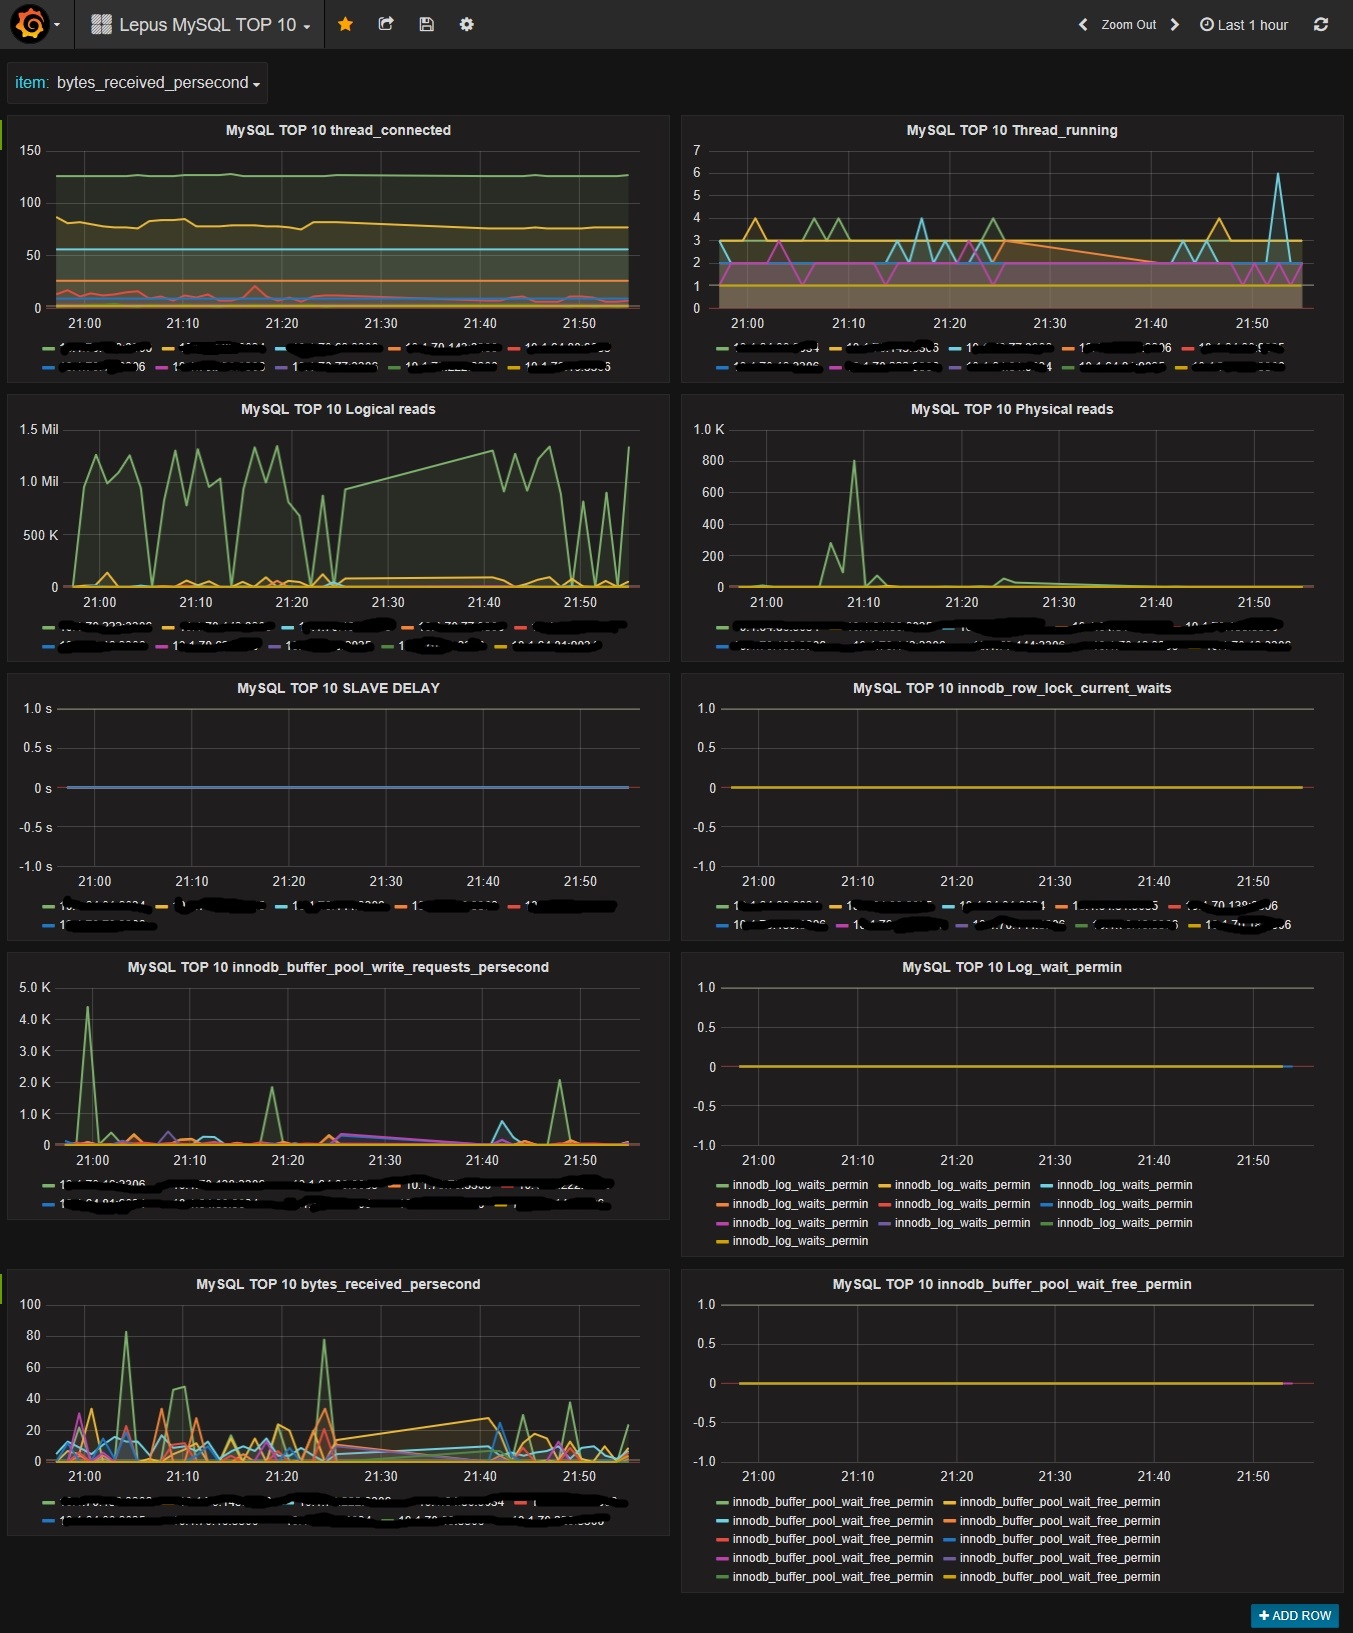 Lepus MySQL TOP 10
Zoom Out
Last 1 hour
item: bytes_received_persecond
MySQL TOP 10 thread_connected
150
100
50
0
21:00 21:10 21:20 21:30 21:40 21:50
MySQL TOP 10 Thread_running
7
6
5
4
3
2
1
0
21:00 21:10 21:20 21:30 21:40 21:50
MySQL TOP 10 Logical reads
1.5 Mil
1.0 Mil
500 K
0
21:00 21:10 21:20 21:30 21:40 21:50
MySQL TOP 10 Physical reads
1.0 K
800
600
400
200
0
21:00 21:10 21:20 21:30 21:40 21:50
MySQL TOP 10 SLAVE DELAY
1.0 s
0.5 s
0 s
-0.5 s
-1.0 s
21:00 21:10 21:20 21:30 21:40 21:50
MySQL TOP 10 innodb_row_lock_current_waits
1.0
0.5
0
-0.5
-1.0
21:00 21:10 21:20 21:30 21:40 21:50
MySQL TOP 10 innodb_buffer_pool_write_requests_persecond
5.0 K
4.0 K
3.0 K
2.0 K
1.0 K
0
21:00 21:10 21:20 21:30 21:40 21:50
MySQL TOP 10 Log_wait_permin
1.0
0.5
0
-0.5
-1.0
21:00 21:10 21:20 21:30 21:40 21:50
innodb_log_waits_permin innodb_log_waits_permin innodb_log_waits_permin
innodb_log_waits_permin innodb_log_waits_permin innodb_log_waits_permin
innodb_log_waits_permin innodb_log_waits_permin innodb_log_waits_permin
innodb_log_waits_permin
MySQL TOP 10 bytes_received_persecond
100
80
60
40
20
0
21:00 21:10 21:20 21:30 21:40 21:50
MySQL TOP 10 innodb_buffer_pool_wait_free_permin
1.0
0.5
0
-0.5
-1.0
21:00 21:10 21:20 21:30 21:40 21:50
innodb_buffer_pool_wait_free_permin innodb_buffer_pool_wait_free_permin
innodb_buffer_pool_wait_free_permin innodb_buffer_pool_wait_free_permin
innodb_buffer_pool_wait_free_permin innodb_buffer_pool_wait_free_permin
innodb_buffer_pool_wait_free_permin innodb_buffer_pool_wait_free_permin
innodb_buffer_pool_wait_free_permin innodb_buffer_pool_wait_free_permin
+ ADD ROW